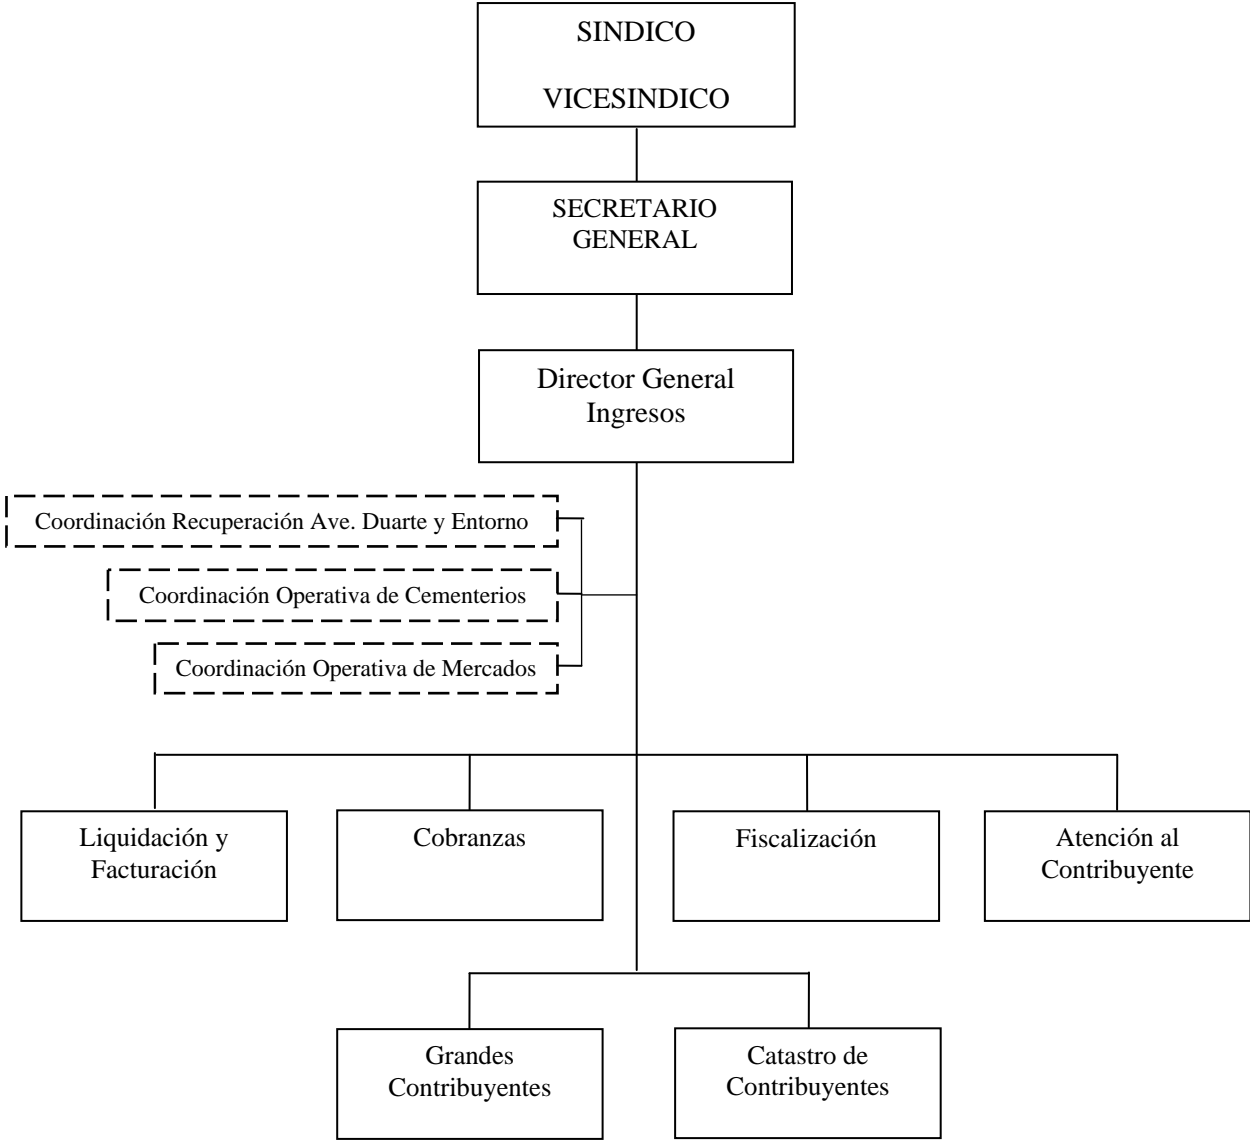 SINDICO
VICESINDICO
SECRETARIO
GENERAL
Director General
Ingresos
Coordinación Recuperación Ave. Duarte y Entorno
Coordinación Operativa de Cementerios
Coordinación Operativa de Mercados
Liquidación y
Facturación
Cobranzas
Fiscalización
Atención al
Contribuyente
Grandes
Contribuyentes
Catastro de
Contribuyentes